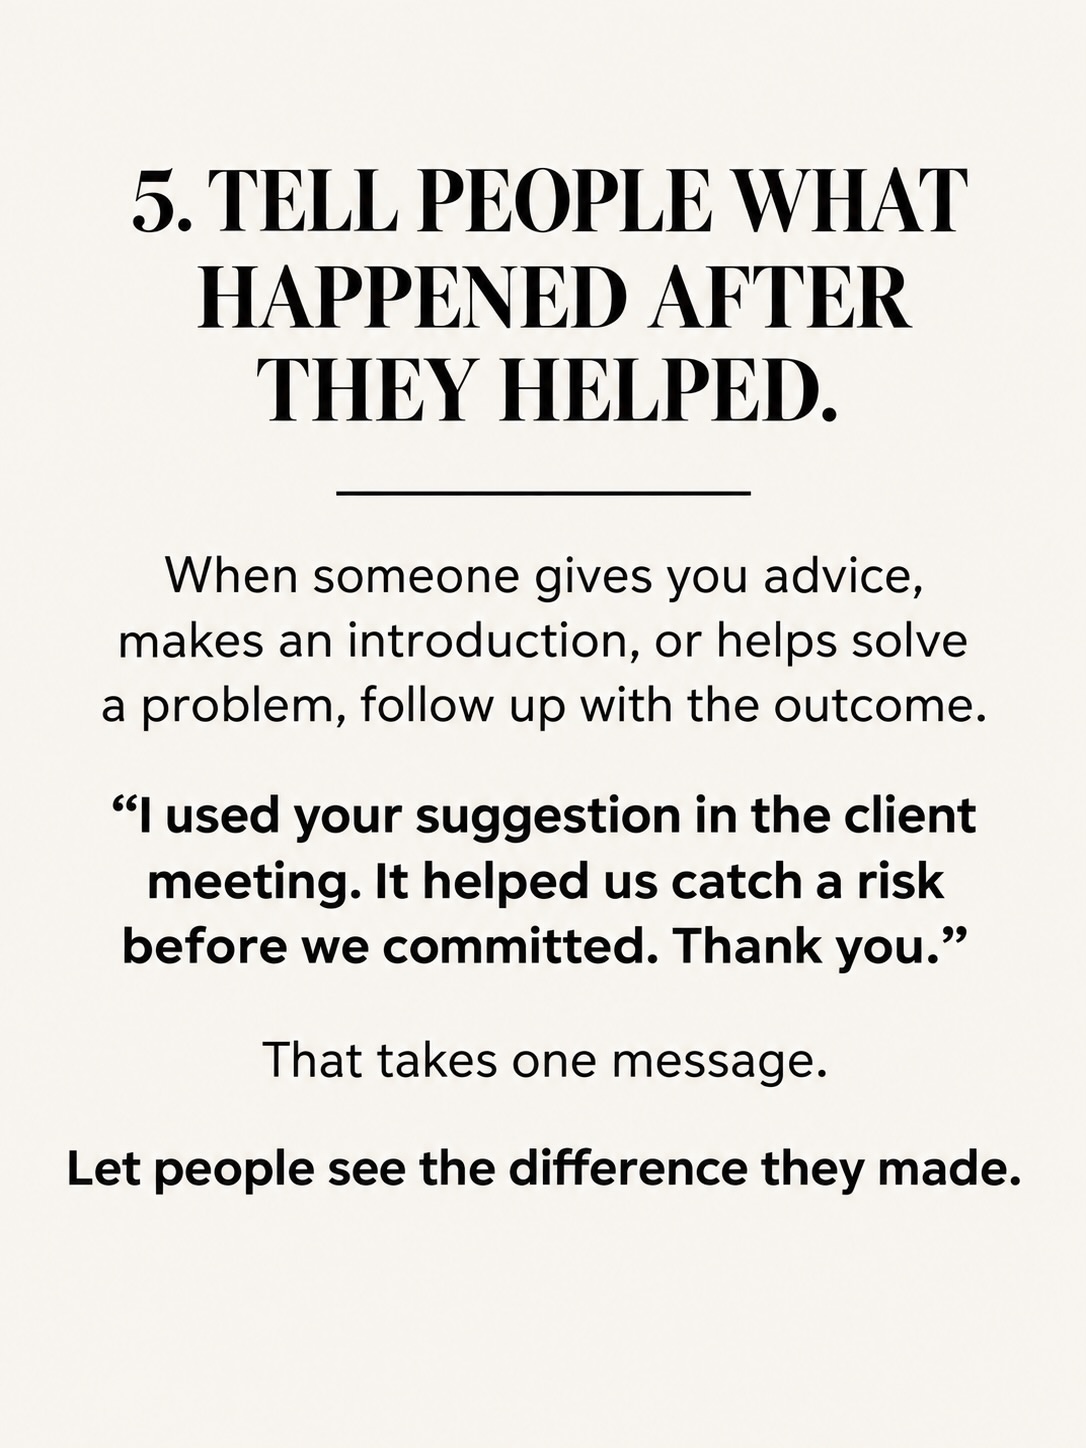 5. TELL PEOPLE WHAT
HAPPENED AFTER
THEY HELPED.
When someone gives you advice,
makes an introduction, or helps solve
a problem, follow up with the outcome.
“I used your suggestion in the client
meeting. It helped us catch a risk
before we committed. Thank you.”
That takes one message.
Let people see the difference they made.